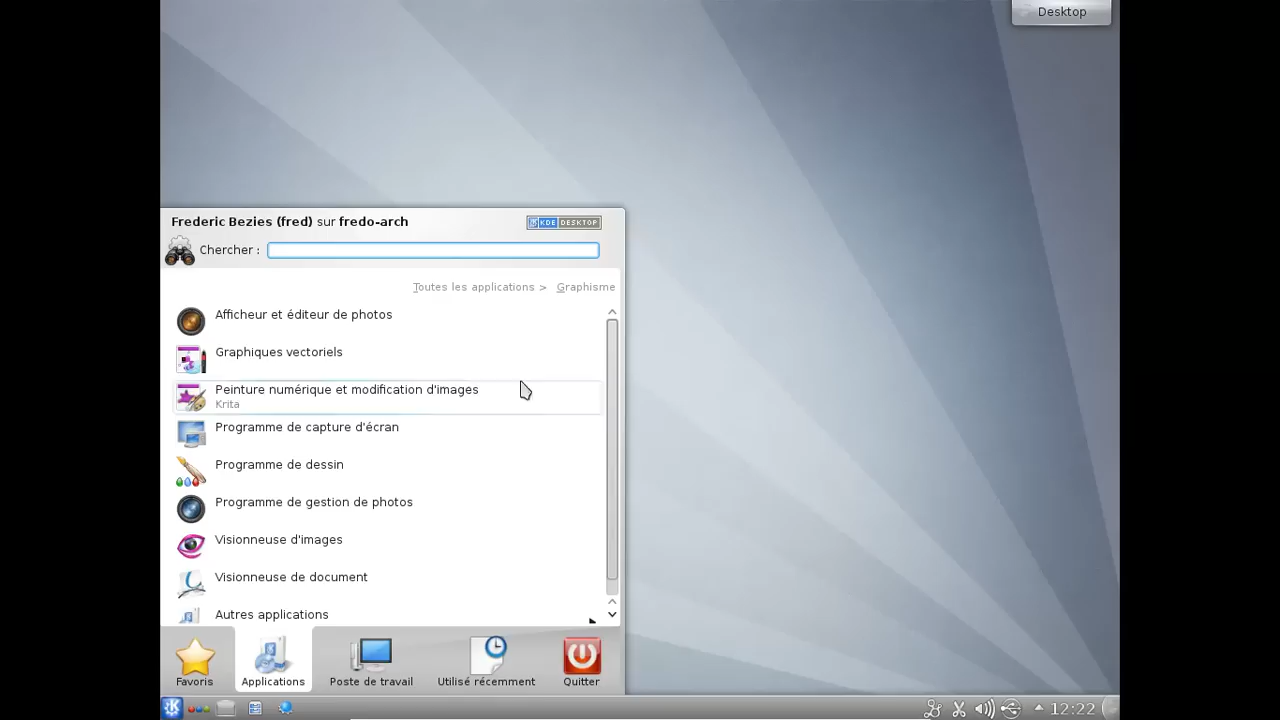 Desktop
Frederic Bezies (fred) sur fredo-arch
KDE DESKTOP
Chercher :
Toutes les applications > Graphisme
Afficheur et éditeur de photos
Graphiques vectoriels
Peinture numérique et modification d'images
Krita
Programme de capture d'écran
Programme de dessin
Programme de gestion de photos
Visionneuse d'images
Visionneuse de document
Autres applications
Favoris
Applications
Poste de travail
Utilisé récemment
Quitter
12:22